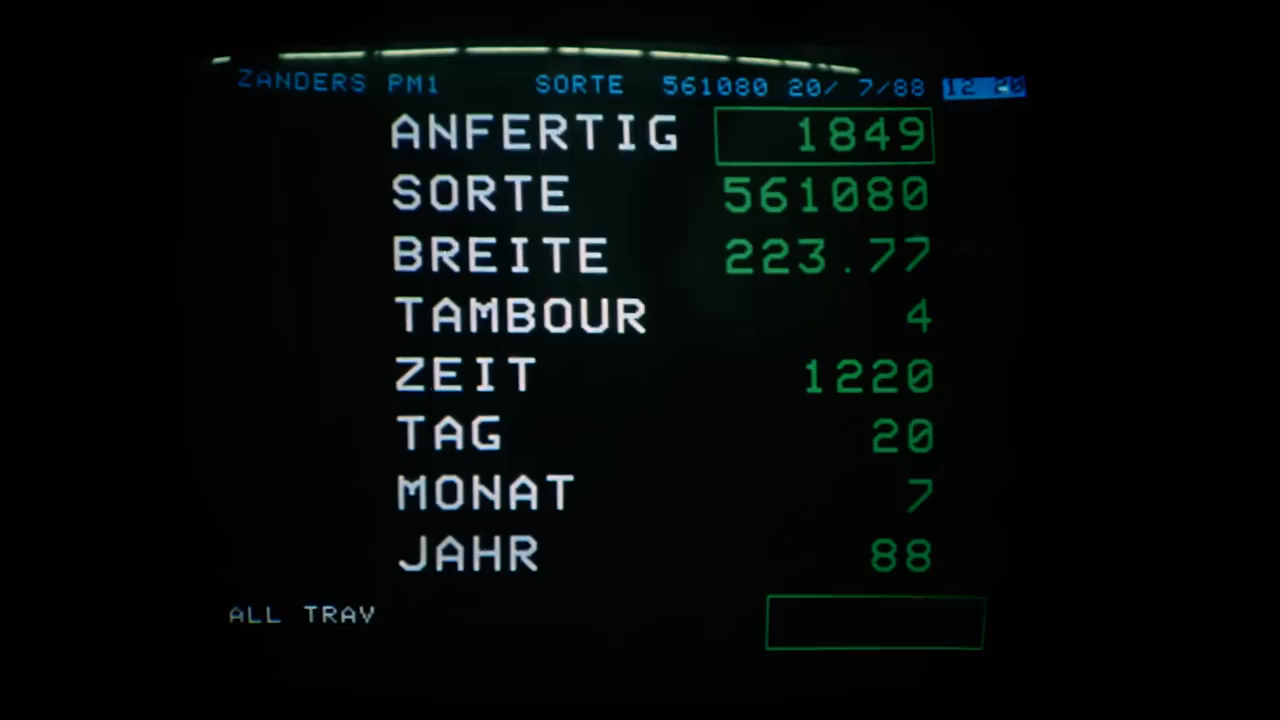 ZANDERS PM1 SORTE 561080 20/ 7/88 12 20
ANFERTIG 1849
SORTE 561080
BREITE 223.77
TAMBOUR 4
ZEIT 1220
TAG 20
MONAT 7
JAHR 88
ALL TRAV